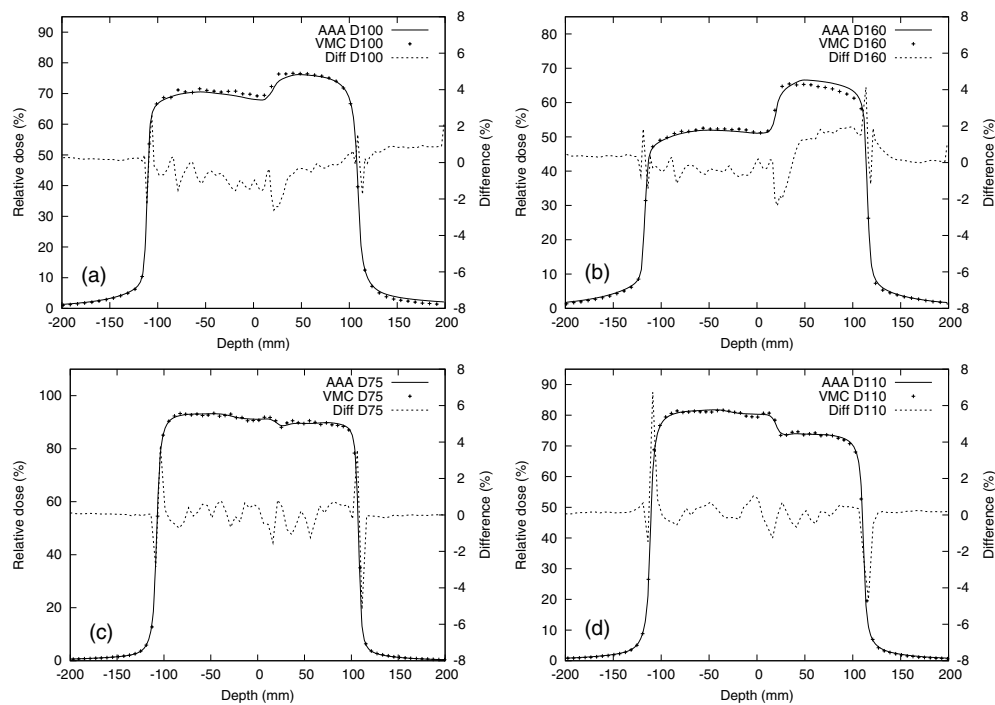 AAA D100
VMC D100
Diff D100
90
80
70
60
50
40
30
20
10
0
8
6
4
2
0
-2
-4
-6
-8
Relative dose (%)
Difference (%)
(a)
-200 -150 -100 -50 0 50 100 150 200
Depth (mm)
AAA D160
VMC D160
Diff D160
80
70
60
50
40
30
20
10
0
8
6
4
2
0
-2
-4
-6
-8
Relative dose (%)
Difference (%)
(b)
-200 -150 -100 -50 0 50 100 150 200
Depth (mm)
AAA D75
VMC D75
Diff D75
100
80
60
40
20
0
8
6
4
2
0
-2
-4
-6
-8
Relative dose (%)
Difference (%)
(c)
-200 -150 -100 -50 0 50 100 150 200
Depth (mm)
AAA D110
VMC D110
Diff D110
90
80
70
60
50
40
30
20
10
0
8
6
4
2
0
-2
-4
-6
-8
Relative dose (%)
Difference (%)
(d)
-200 -150 -100 -50 0 50 100 150 200
Depth (mm)